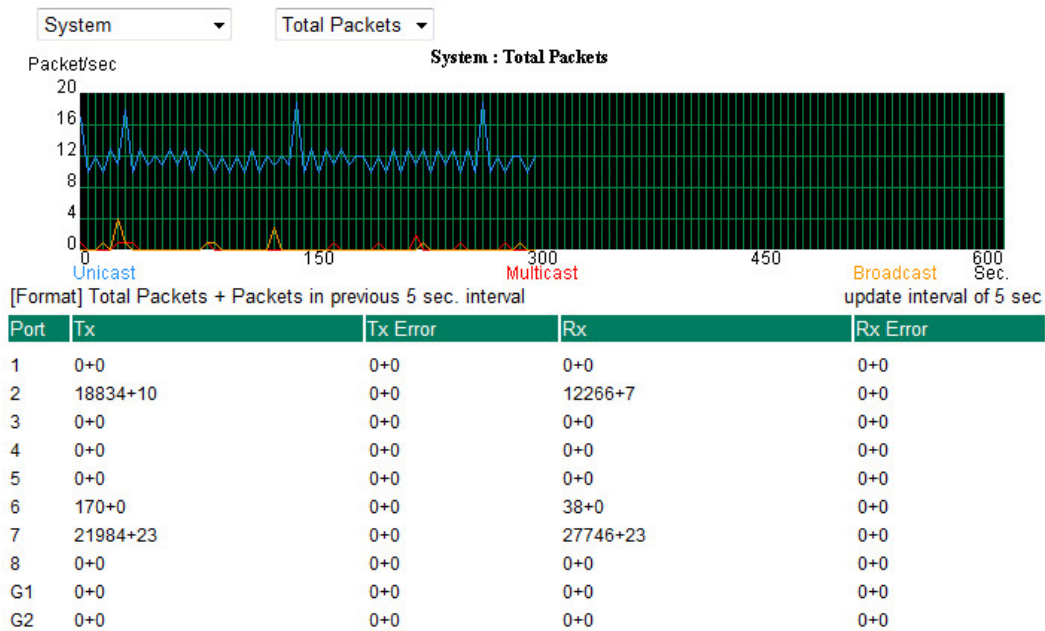 System Total Packets
System : Total Packets
Packet/sec
20
16
12
8
4
0
0 150 300 450 600
Unicast Multicast Broadcast Sec.
[Format] Total Packets + Packets in previous 5 sec. interval update interval of 5 sec
Port Tx Tx Error Rx Rx Error
1 0+0 0+0 0+0 0+0
2 18834+10 0+0 12266+7 0+0
3 0+0 0+0 0+0 0+0
4 0+0 0+0 0+0 0+0
5 0+0 0+0 0+0 0+0
6 170+0 0+0 38+0 0+0
7 21984+23 0+0 27746+23 0+0
8 0+0 0+0 0+0 0+0
G1 0+0 0+0 0+0 0+0
G2 0+0 0+0 0+0 0+0